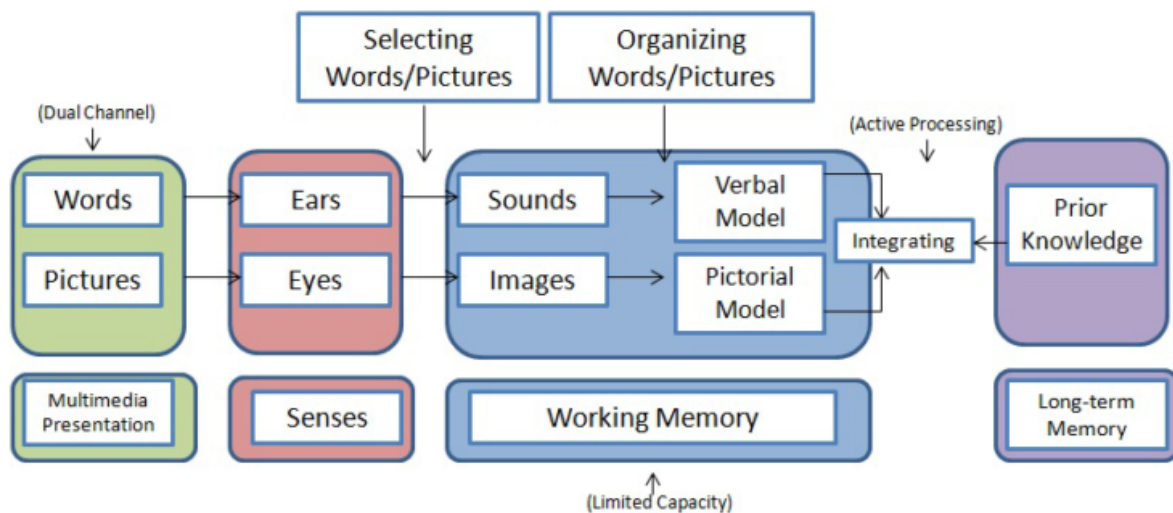 Selecting
Words/Pictures
Organizing
Words/Pictures
(Dual Channel)
(Active Processing)
Words
Ears
Sounds
Verbal
Model
Prior
Knowledge
Integrating
Pictures
Eyes
Images
Pictorial
Model
Multimedia
Presentation
Senses
Working Memory
Long-term
Memory
(Limited Capacity)